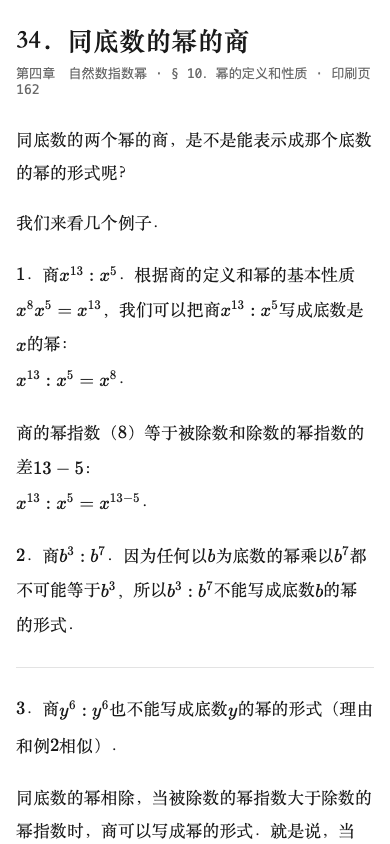 34．同底数的幂的商
第四章　自然数指数幂 · § 10．幂的定义和性质 · 印刷页
162
同底数的两个幂的商，是不是能表示成那个底数
的幂的形式呢？
我们来看几个例子．
1．商x¹³ : x⁵．根据商的定义和幂的基本性质
x⁸x⁵ = x¹³，我们可以把商x¹³ : x⁵写成底数是
x的幂：
x¹³ : x⁵ = x⁸．
商的幂指数（8）等于被除数和除数的幂指数的
差13 − 5：
x¹³ : x⁵ = x¹³⁻⁵．
2．商b³ : b⁷．因为任何以b为底数的幂乘以b⁷都
不可能等于b³，所以b³ : b⁷不能写成底数b的幂
的形式．
3．商y⁶ : y⁶也不能写成底数y的幂的形式（理由
和例2相似）．
同底数的幂相除，当被除数的幂指数大于除数的
幂指数时，商可以写成幂的形式．就是说，当